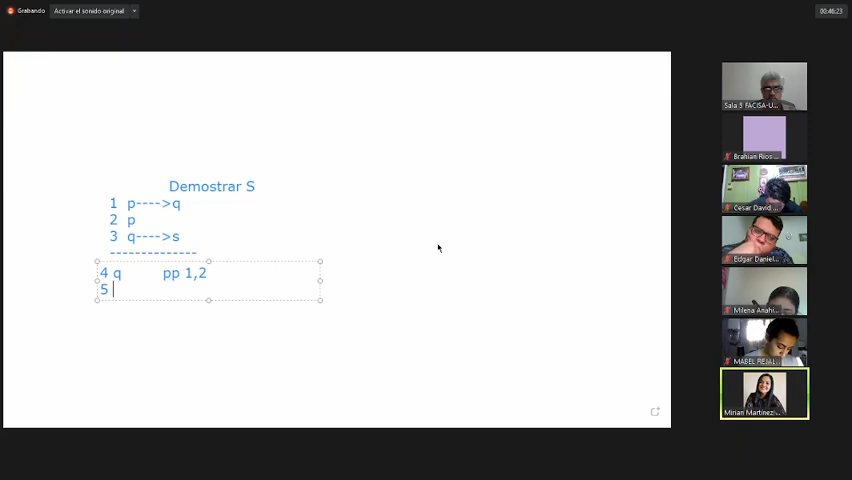 Grabando
Activar el sonido original
00:46:23
Demostrar S
1 p---->q
2 p
3 q---->s
--------------
4 q pp 1,2
5
Sala 5 FACISA-U...
Brahian Rios ...
Cesar David ...
Edgar Daniel...
Milena Anahi...
MABEL REJAL...
Mirian Martinez ...